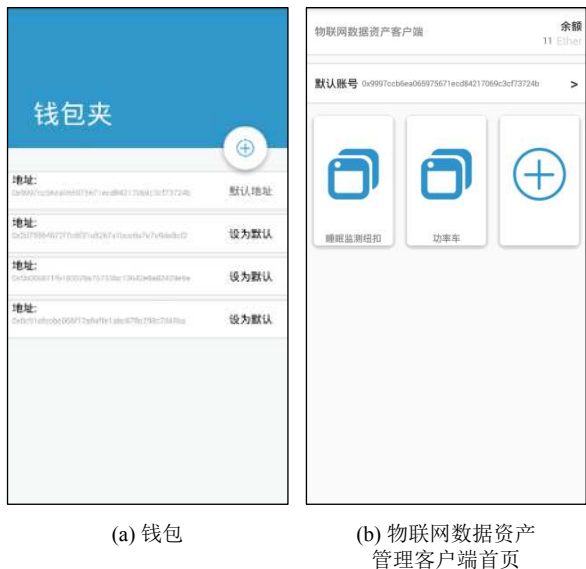 钱包夹
地址:
默认地址
地址:
设为默认
地址:
设为默认
地址:
设为默认
(a) 钱包
物联网数据资产客户端
余额
11 Ether
默认账号 0x9997ccb6ea065975671ecd84217069c3cf73724b >
睡眠监测纽扣
功率车
(b) 物联网数据资产
管理客户端首页